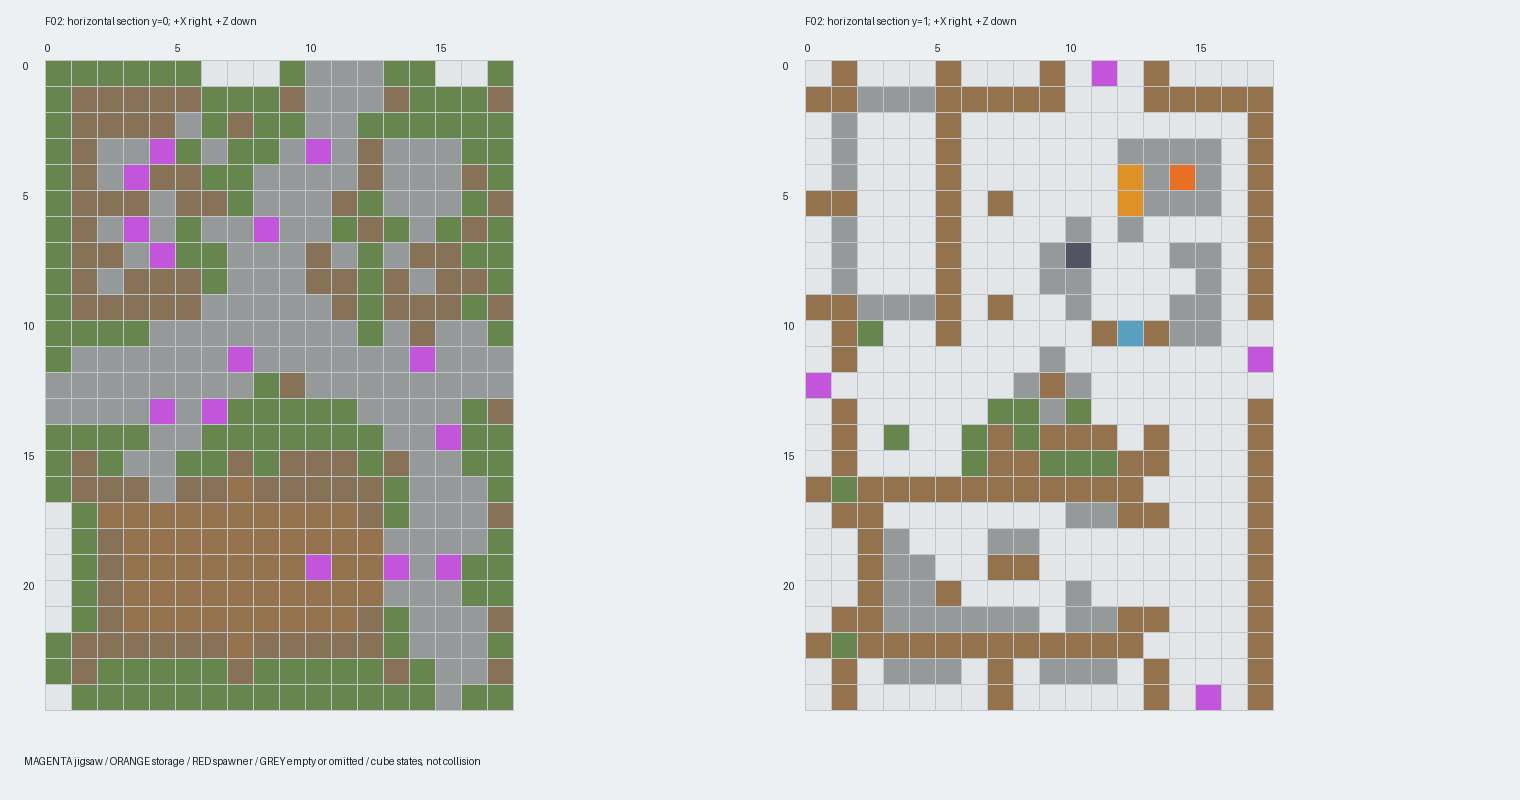 F02: horizontal section y=0; +X right, +Z down
F02: horizontal section y=1; +X right, +Z down
0 5 10 15
0 5 10 15
0 0
5 5
10 10
15 15
20 20
MAGENTA jigsaw / ORANGE storage / RED spawner / GREY empty or omitted / cube states, not collision